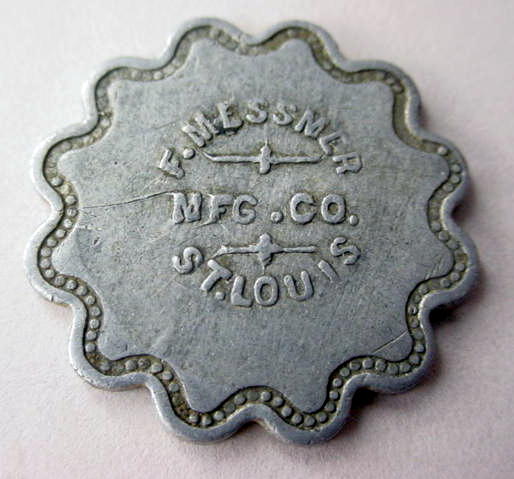 F. MESSMER
MFG. CO.
ST. LOUIS